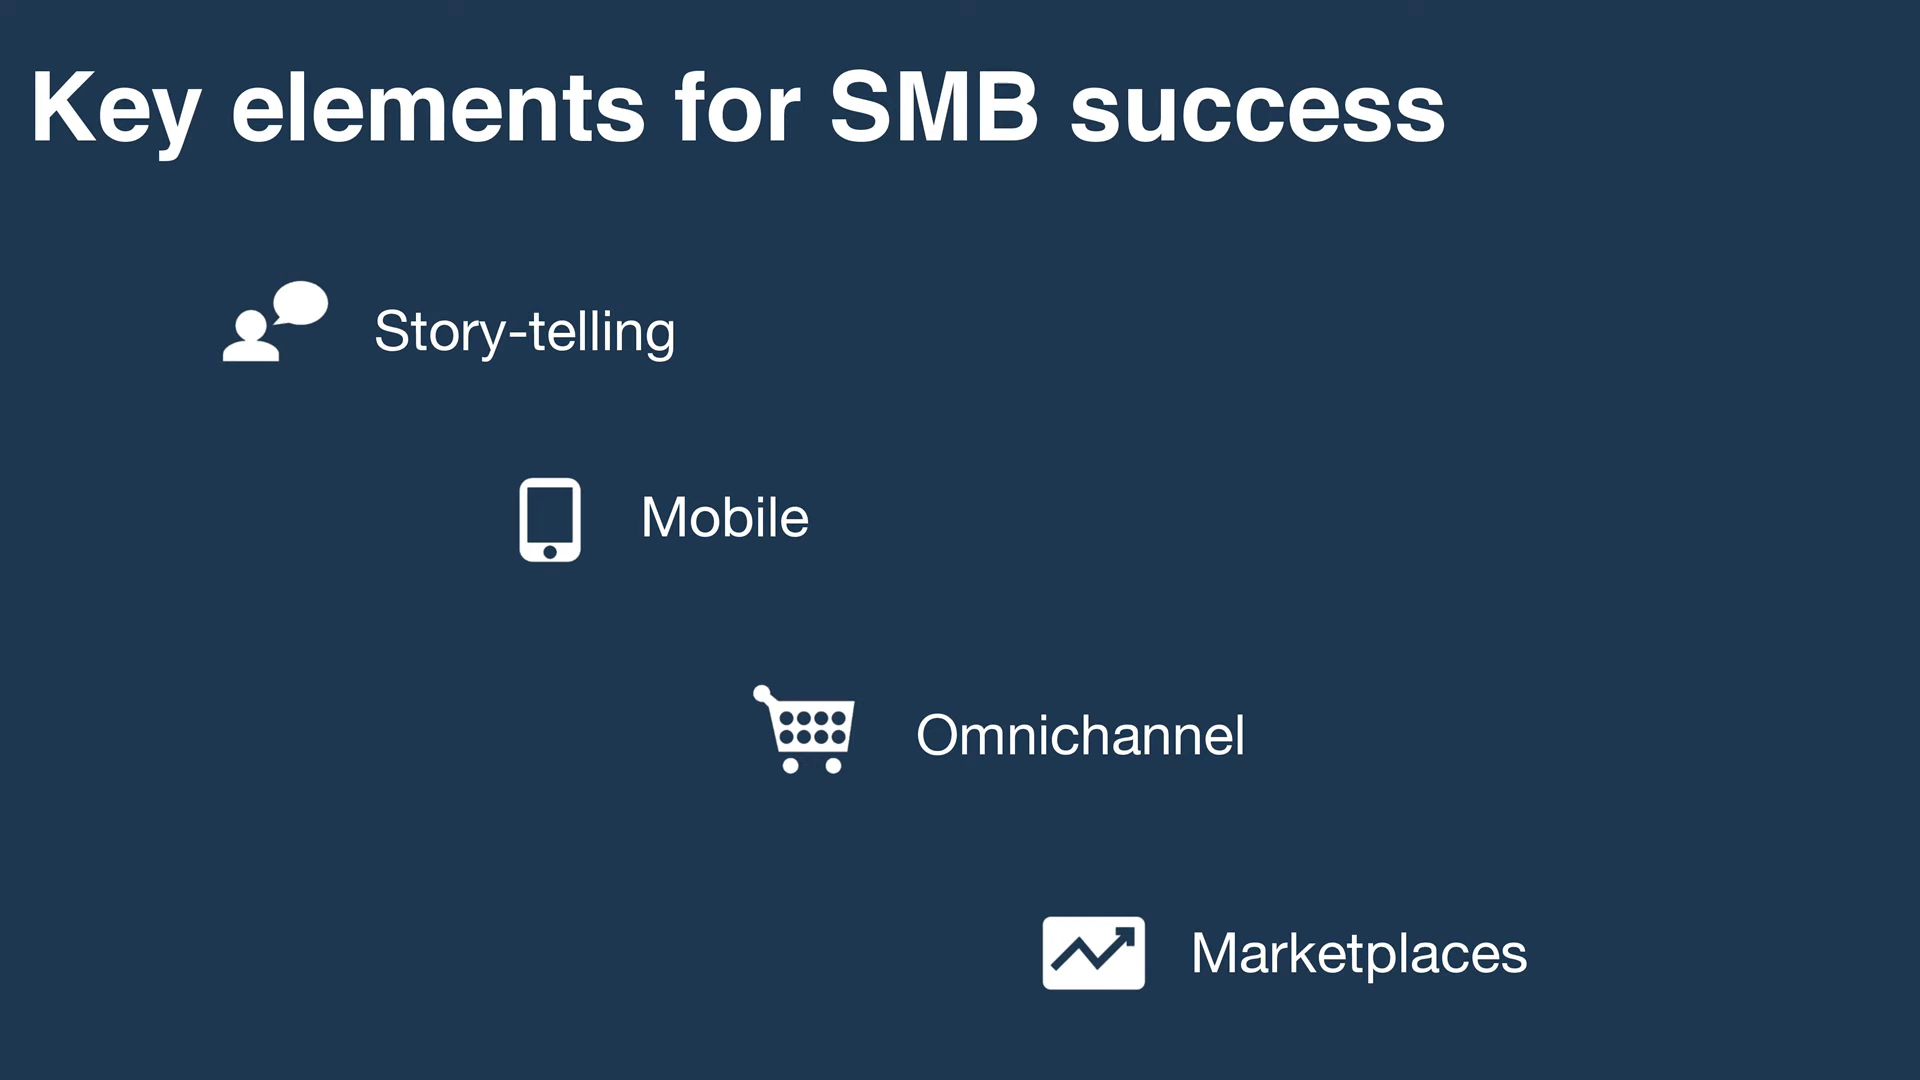 Key elements for SMB success
Story-telling
Mobile
Omnichannel
Marketplaces